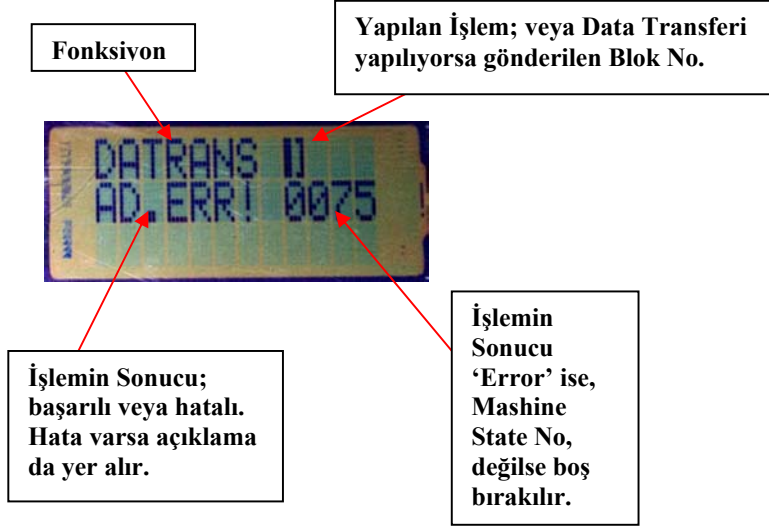 Fonksiyon
Yapılan İşlem; veya Data Transferi
yapılıyorsa gönderilen Blok No.
DATRANS
AD.ERR! 0075 !
İşlemin Sonucu;
başarılı veya hatalı.
Hata varsa açıklama
da yer alır.
İşlemin
Sonucu
‘Error’ ise,
Mashine
State No,
değilse boş
bırakılır.